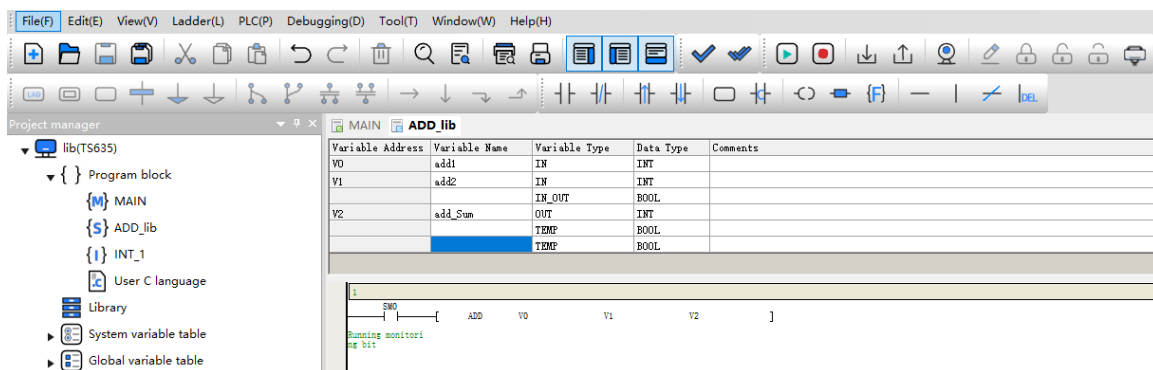 File(F) Edit(E) View(V) Ladder(L) PLC(P) Debugging(D) Tool(T) Window(W) Help(H)
LAD {F} DEL
Project manager
lib(TS635)
{ } Program block
{M} MAIN
{S} ADD_lib
{I} INT_1
.c User C language
Library
System variable table
Global variable table
MAIN ADD_lib
Variable Address Variable Name Variable Type Data Type Comments
V0 add1 IN INT
V1 add2 IN INT
IN_OUT BOOL
V2 add_Sum OUT INT
TEMP BOOL
TEMP BOOL
1
SM0
[ ADD V0 V1 V2 ]
Running monitori
ng bit